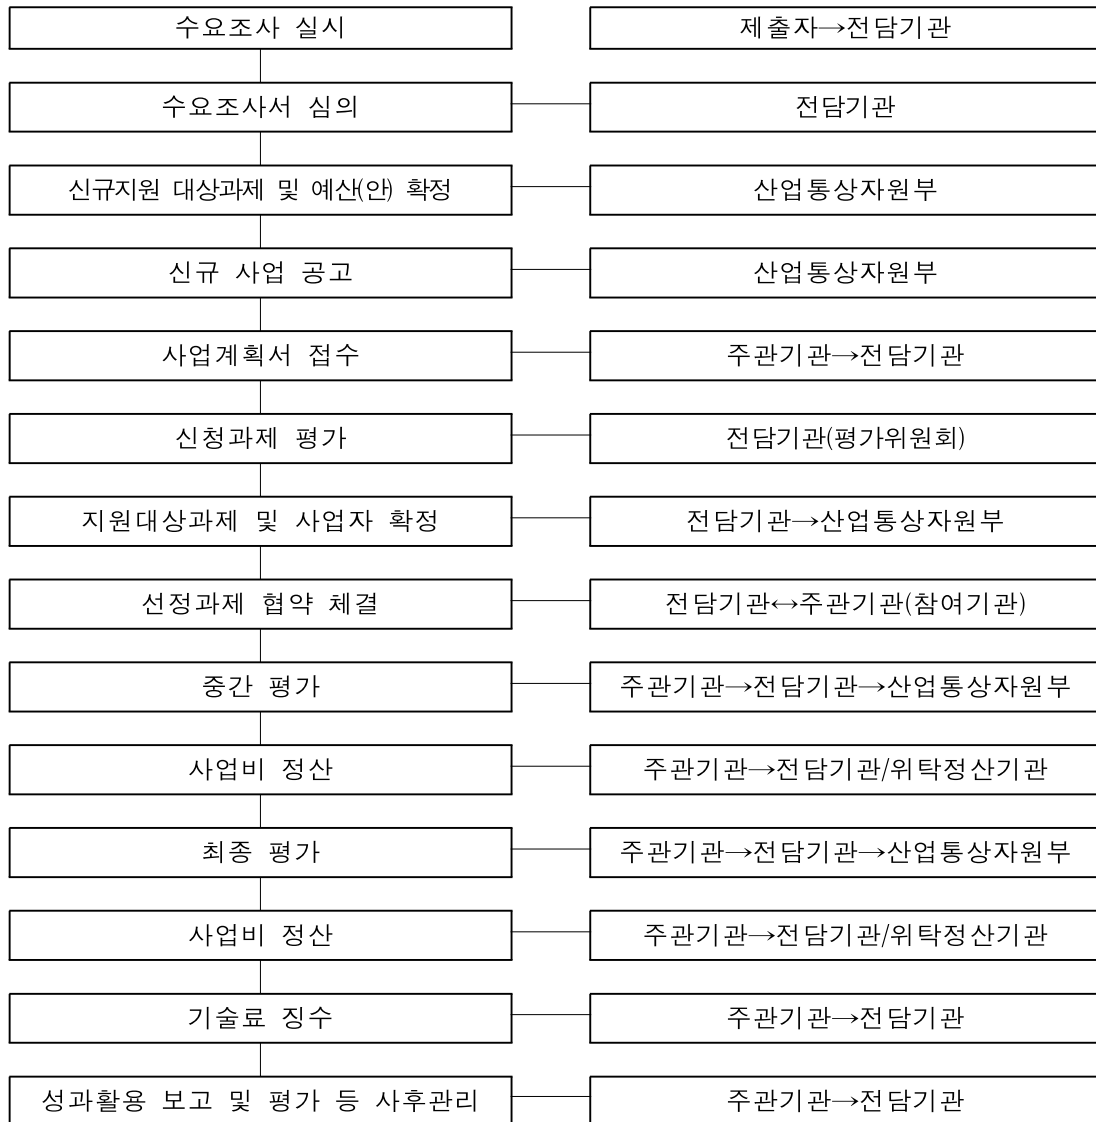 수요조사 실시
제출자→전담기관
수요조사서 심의
전담기관
신규지원 대상과제 및 예산(안) 확정
산업통상자원부
신규 사업 공고
산업통상자원부
사업계획서 접수
주관기관→전담기관
신청과제 평가
전담기관(평가위원회)
지원대상과제 및 사업자 확정
전담기관→산업통상자원부
선정과제 협약 체결
전담기관↔주관기관(참여기관)
중간 평가
주관기관→전담기관→산업통상자원부
사업비 정산
주관기관→전담기관/위탁정산기관
최종 평가
주관기관→전담기관→산업통상자원부
사업비 정산
주관기관→전담기관/위탁정산기관
기술료 징수
주관기관→전담기관
성과활용 보고 및 평가 등 사후관리
주관기관→전담기관